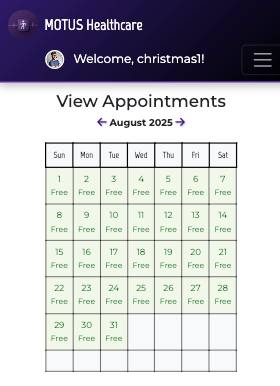 MOTUS Healthcare
Welcome, christmas1!
View Appointments
← August 2025 →
Sun Mon Tue Wed Thu Fri Sat
1 2 3 4 5 6 7
Free Free Free Free Free Free Free
8 9 10 11 12 13 14
Free Free Free Free Free Free Free
15 16 17 18 19 20 21
Free Free Free Free Free Free Free
22 23 24 25 26 27 28
Free Free Free Free Free Free Free
29 30 31
Free Free Free